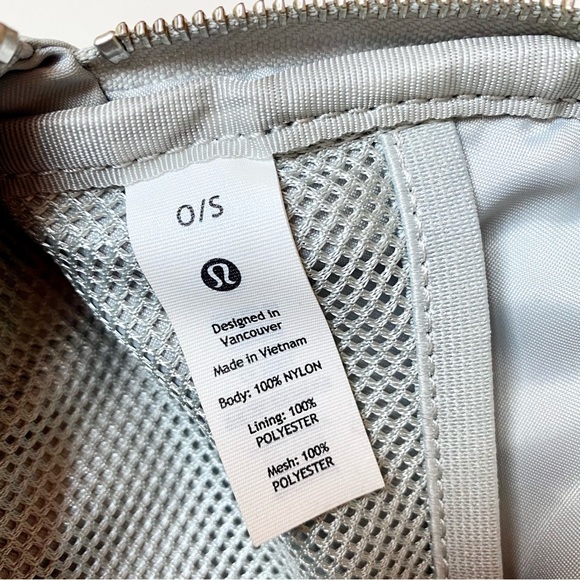 O/S
Designed in
Vancouver
Made in Vietnam
Body: 100% NYLON
Lining: 100%
POLYESTER
Mesh: 100%
POLYESTER